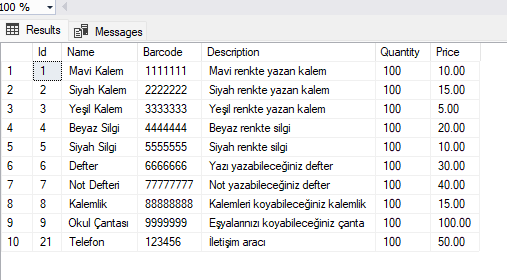 100 %
Results Messages
Id Name Barcode Description Quantity Price
1 1 Mavi Kalem 1111111 Mavi renkte yazan kalem 100 10.00
2 2 Siyah Kalem 2222222 Siyah renkte yazan kalem 100 15.00
3 3 Yeşil Kalem 3333333 Yeşil renkte yazan kalem 100 5.00
4 4 Beyaz Silgi 4444444 Beyaz renkte silgi 100 20.00
5 5 Siyah Silgi 5555555 Siyah renkte silgi 100 10.00
6 6 Defter 6666666 Yazı yazabileceğiniz defter 100 30.00
7 7 Not Defteri 77777777 Not yazabileceğiniz defter 100 40.00
8 8 Kalemlik 88888888 Kalemleri koyabileceğiniz kalemlik 100 15.00
9 9 Okul Çantası 9999999 Eşyalarınızı koyabileceğiniz çanta 100 100.00
10 21 Telefon 123456 İletişim aracı 100 50.00